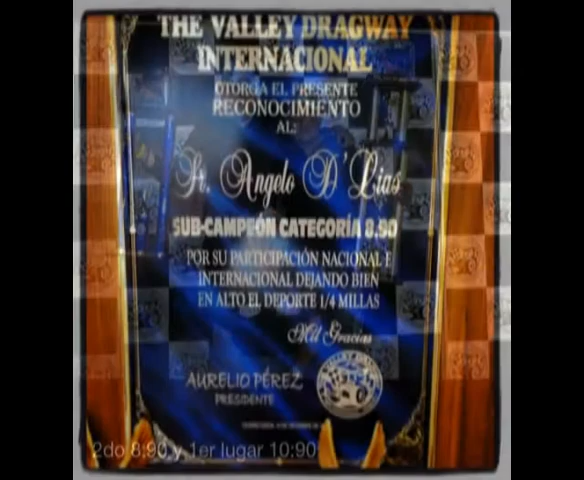 THE VALLEY DRAGWAY
INTERNACIONAL
OTORGA EL PRESENTE
RECONOCIMIENTO
AL:
Sr. Angelo D'Lias
SUB-CAMPEÓN CATEGORÍA 8.90
POR SU PARTICIPACIÓN NACIONAL E
INTERNACIONAL DEJANDO BIEN
EN ALTO EL DEPORTE 1/4 MILLAS
Mil Gracias
AURELIO PÉREZ
PRESIDENTE
2do 8:90 y 1er lugar 10:90